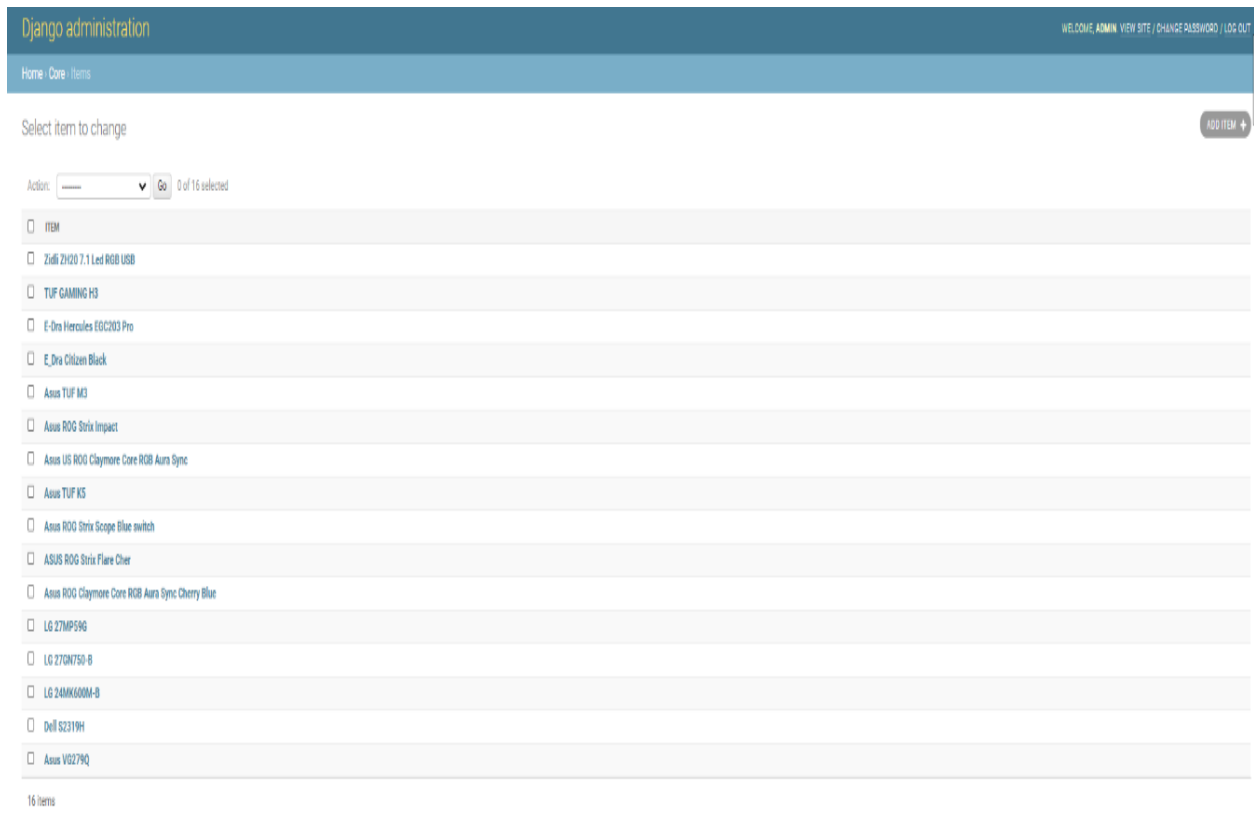 Django administration
WELCOME, ADMIN. VIEW SITE / CHANGE PASSWORD / LOG OUT
Home › Core › Items
Select item to change
ADD ITEM +
Action: --------- Go 0 of 16 selected
ITEM
Zidli ZH20 7.1 Led RGB USB
TUF GAMING H3
E-Dra Hercules EGC203 Pro
E_Dra Citizen Black
Asus TUF M3
Asus ROG Strix Impact
Asus US ROG Claymore Core RGB Aura Sync
Asus TUF K5
Asus ROG Strix Scope Blue switch
ASUS ROG Strix Flare Cher
Asus ROG Claymore Core RGB Aura Sync Cherry Blue
LG 27MP59G
LG 27GN750-B
LG 24MK600M-B
Dell S2319H
Asus VG279Q
16 items